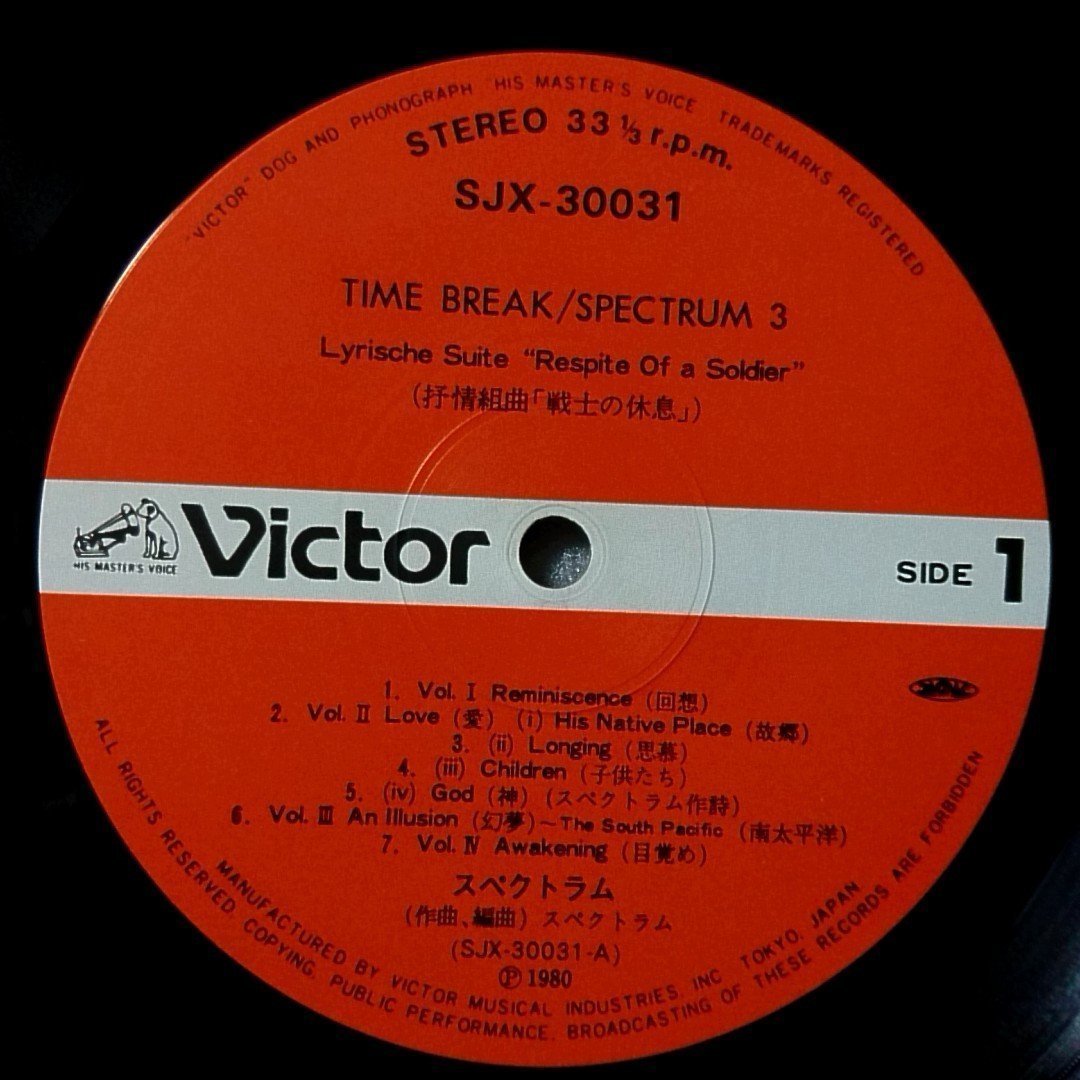 "VICTOR" DOG AND PHONOGRAPH "HIS MASTER'S VOICE" TRADEMARKS REGISTERED
STEREO 33 ⅓ r.p.m.
SJX-30031
TIME BREAK/SPECTRUM 3
Lyrische Suite "Respite Of a Soldier"
(抒情組曲「戦士の休息」)
HIS MASTER'S VOICE
Victor
SIDE 1
1. Vol. Ⅰ Reminiscence (回想)
2. Vol. Ⅱ Love (愛) (i) His Native Place (故郷)
3. (ii) Longing (思慕)
4. (iii) Children (子供たち)
5. (iv) God (神) (スペクトラム作詩)
6. Vol. Ⅲ An Illusion (幻夢)~The South Pacific (南太平洋)
7. Vol. Ⅳ Awakening (目覚め)
スペクトラム
(作曲、編曲) スペクトラム
(SJX-30031-A)
Ⓟ 1980
MANUFACTURED BY VICTOR MUSICAL INDUSTRIES, INC. TOKYO, JAPAN
ALL RIGHTS RESERVED. COPYING, PUBLIC PERFORMANCE, BROADCASTING OF THESE RECORDS ARE FORBIDDEN